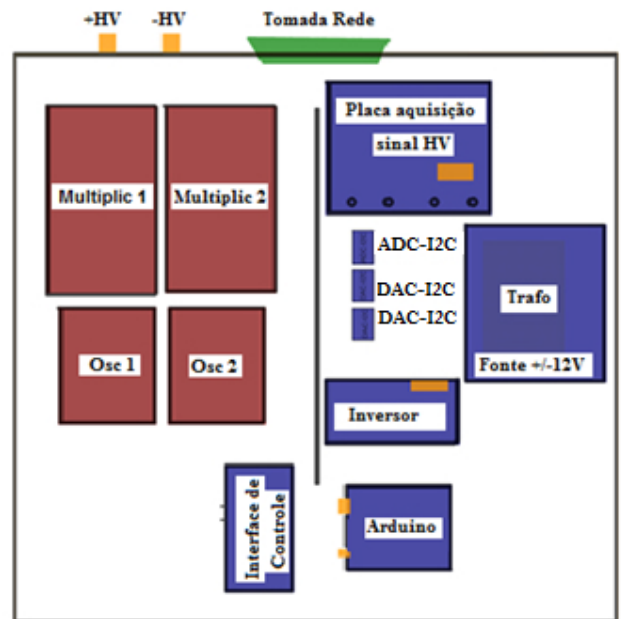 +HV
-HV
Tomada Rede
Placa aquisição
sinal HV
Multiplic 1
Multiplic 2
ADC-I2C
DAC-I2C
DAC-I2C
Trafo
Fonte +/-12V
Osc 1
Osc 2
Inversor
Interface de
Controle
Arduino